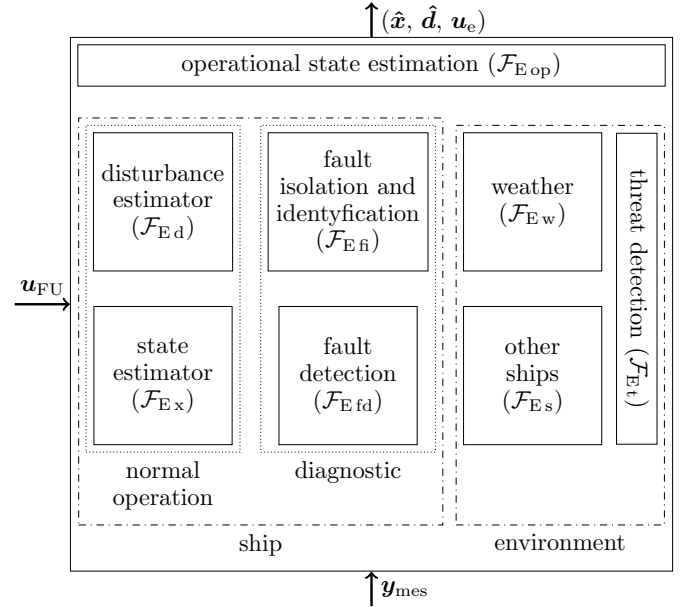 (x̂, d̂, u_e)
operational state estimation (ℱ_E op)
disturbance
estimator
(ℱ_E d)
fault
isolation and
identyfication
(ℱ_E fi)
weather
(ℱ_E w)
threat detection (ℱ_E t)
u_FU
state
estimator
(ℱ_E x)
fault
detection
(ℱ_E fd)
other
ships
(ℱ_E s)
normal
operation
diagnostic
ship
environment
y_mes